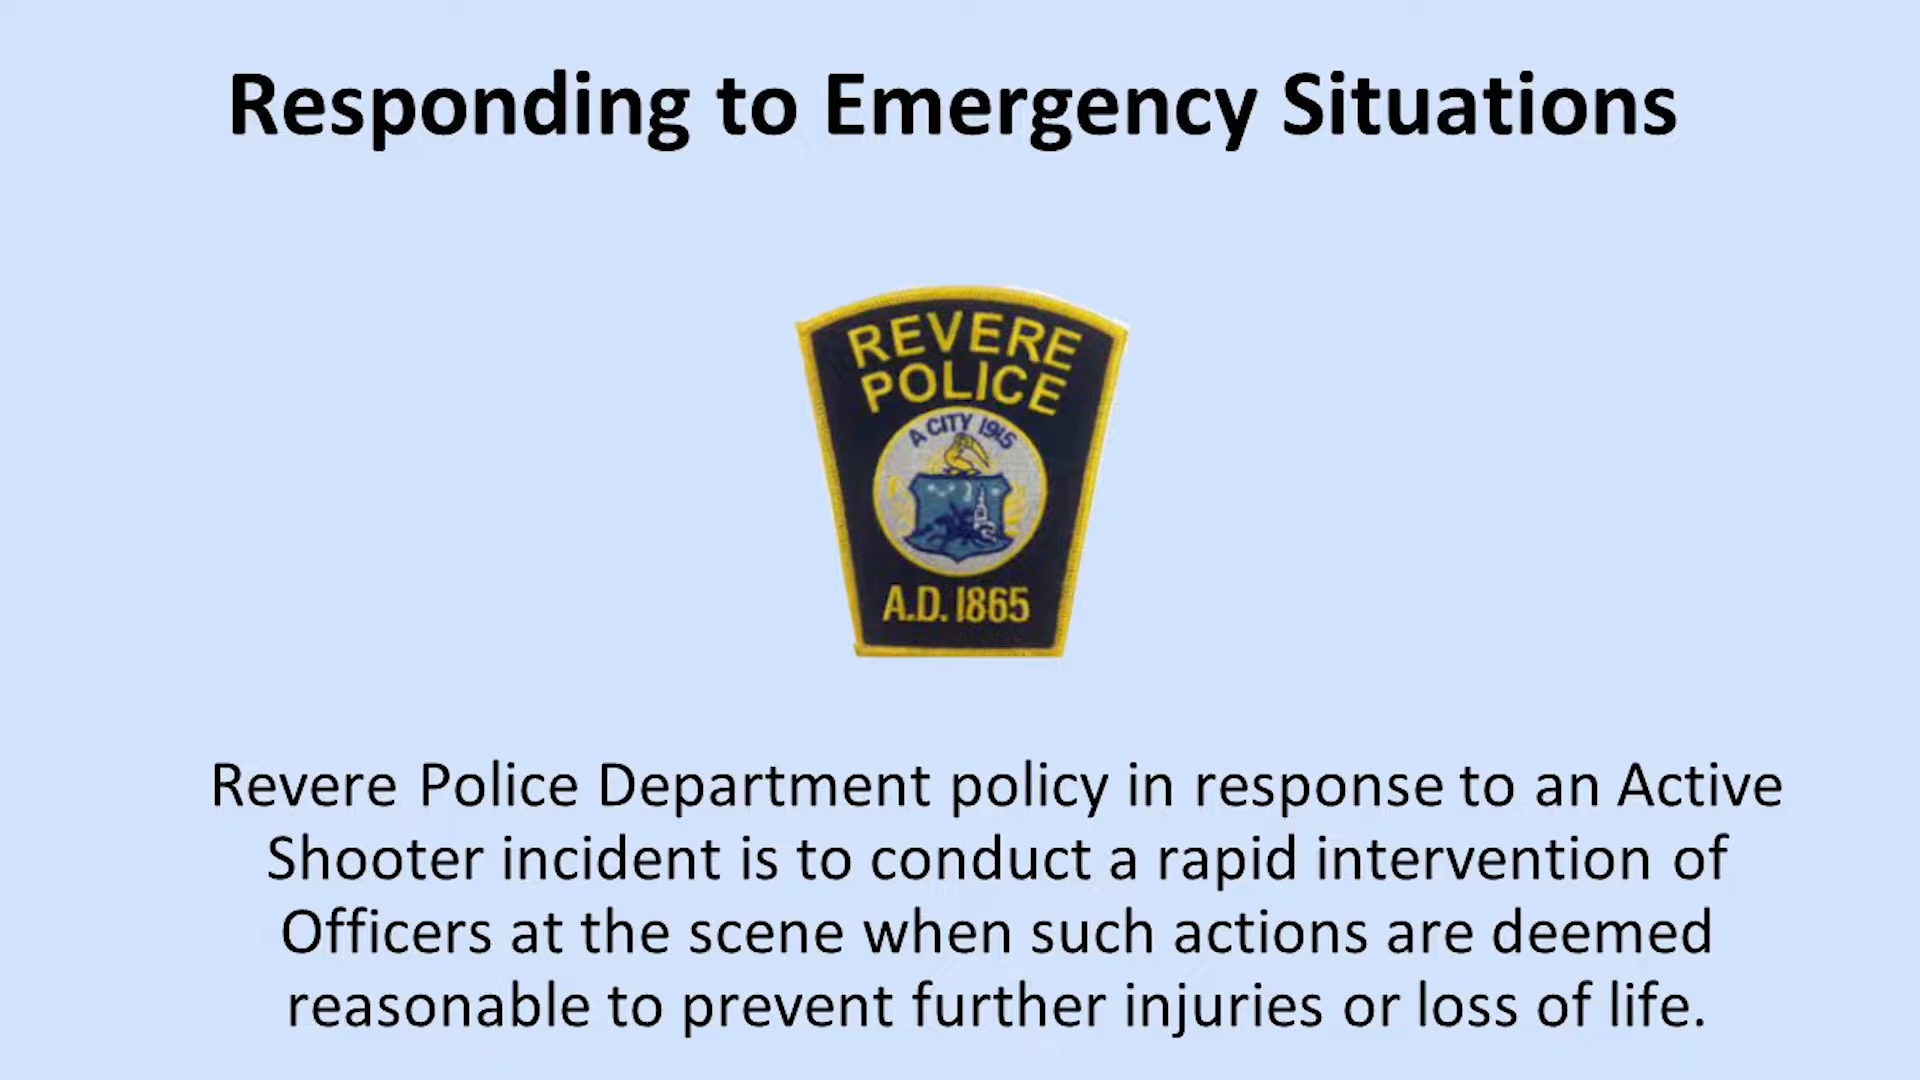 Responding to Emergency Situations
REVERE
POLICE
A CITY 1915
A.D. 1865
Revere Police Department policy in response to an Active
Shooter incident is to conduct a rapid intervention of
Officers at the scene when such actions are deemed
reasonable to prevent further injuries or loss of life.